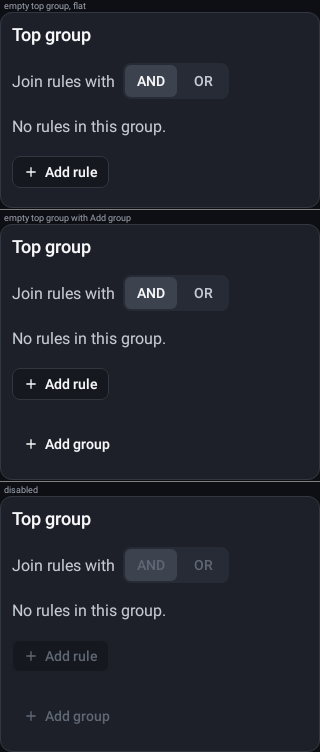 empty top group, flat
Top group
Join rules with AND OR
No rules in this group.
+ Add rule
empty top group with Add group
Top group
Join rules with AND OR
No rules in this group.
+ Add rule
+ Add group
disabled
Top group
Join rules with AND OR
No rules in this group.
+ Add rule
+ Add group